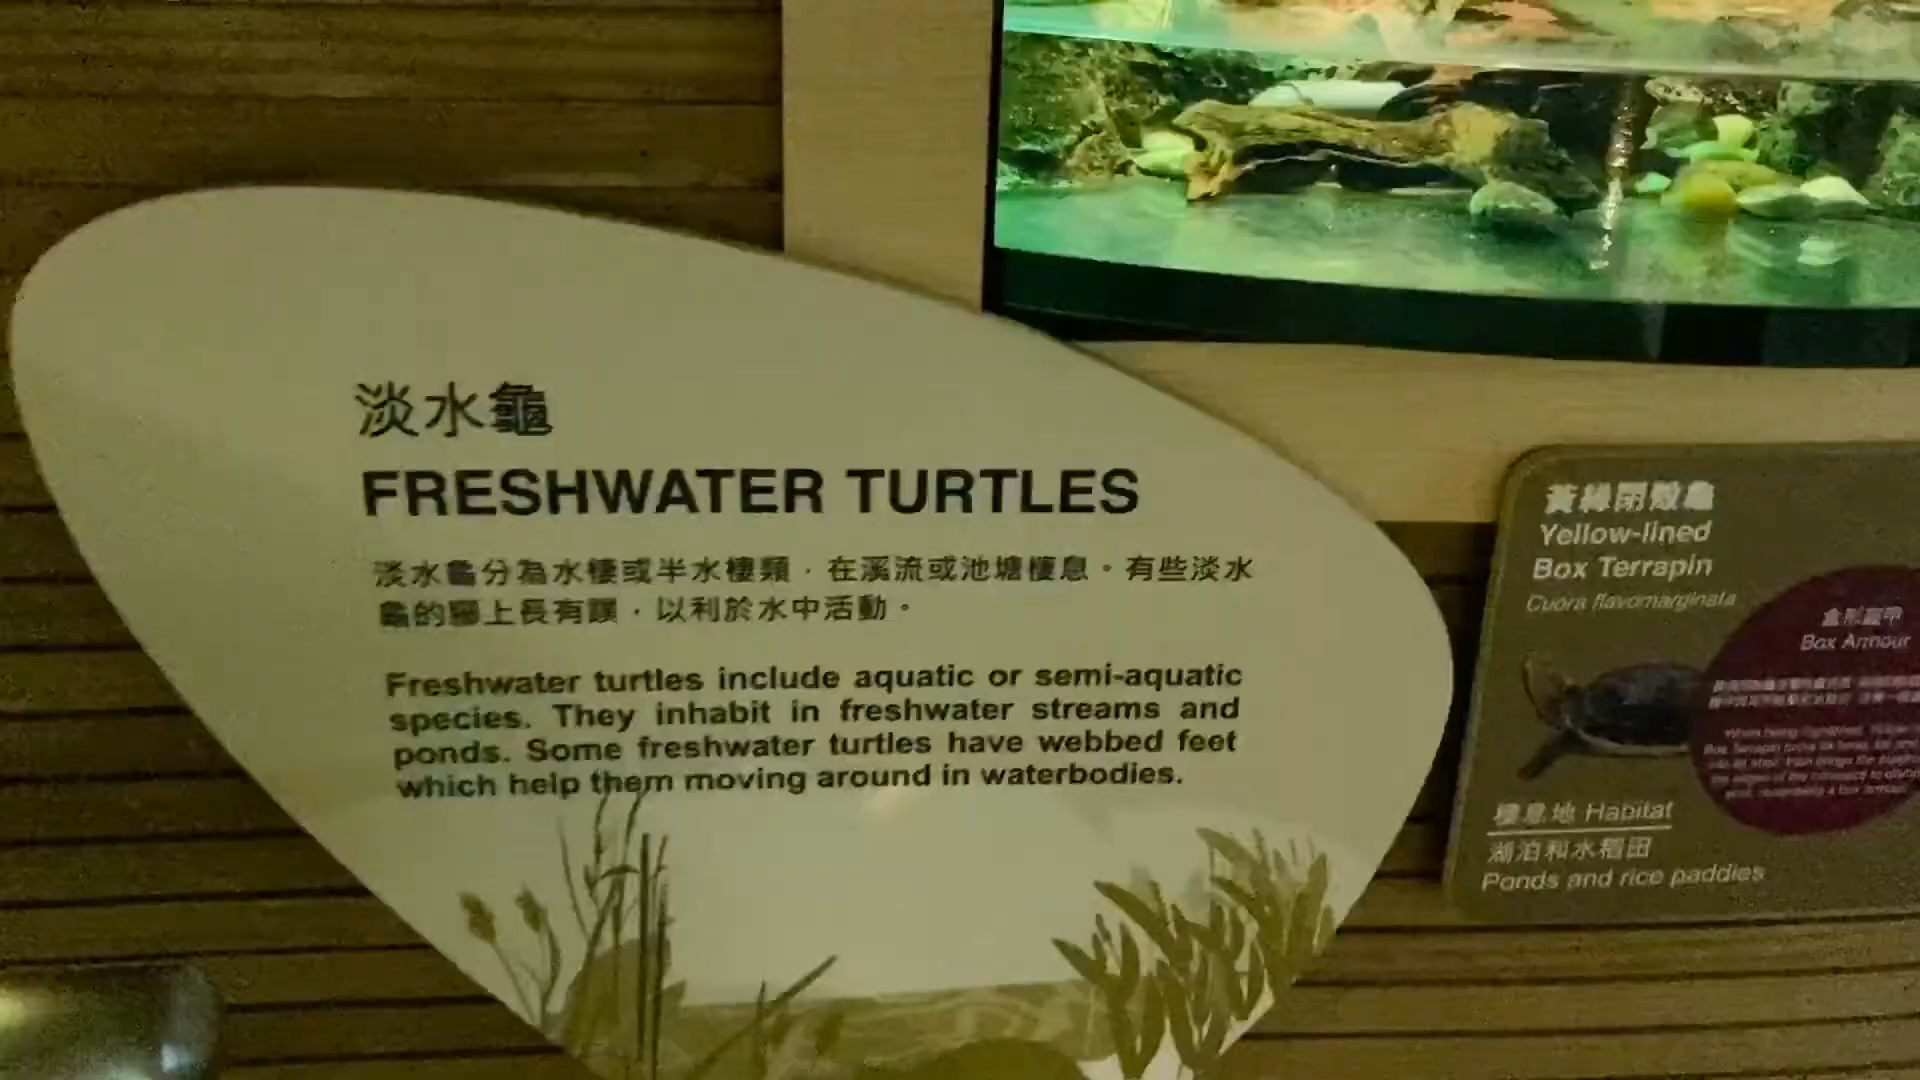 淡水龜
FRESHWATER TURTLES
淡水龜分為水棲或半水棲類，在溪流或池塘棲息。有些淡水
龜的腳上長有蹼，以利於水中活動。
Freshwater turtles include aquatic or semi-aquatic
species. They inhabit in freshwater streams and
ponds. Some freshwater turtles have webbed feet
which help them moving around in waterbodies.
黃緣閉殼龜
Yellow-lined
Box Terrapin
Cuora flavomarginata
盒形龜甲
Box Armour
棲息地 Habitat
湖泊和水稻田
Ponds and rice paddies